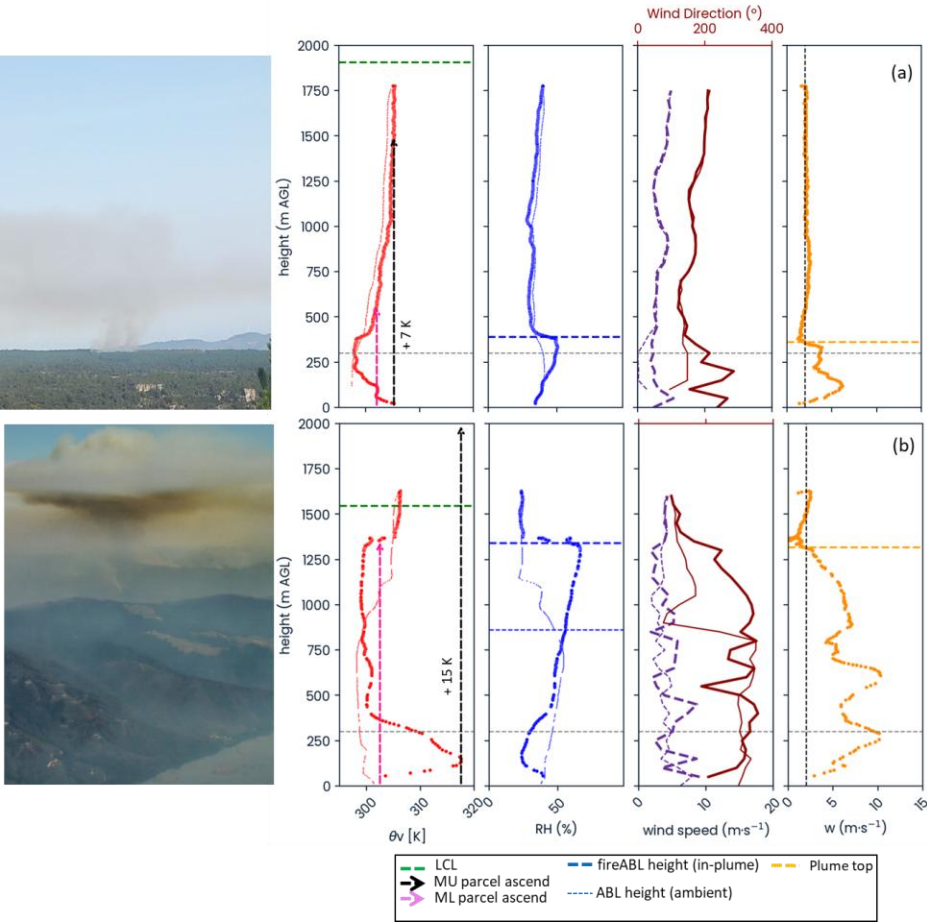 Wind Direction (º)
0 200 400
2000
1750
1500
1250
1000
750
500
250
0
height (m AGL)
+ 7 K
(a)
2000
1750
1500
1250
1000
750
500
250
0
height (m AGL)
+ 15 K
(b)
300 310 320
θv [K]
0 50
RH (%)
0 10 20
wind speed (m·s⁻¹)
0 5 10 15
w (m·s⁻¹)
LCL
MU parcel ascend
ML parcel ascend
fireABL height (in-plume)
ABL height (ambient)
Plume top